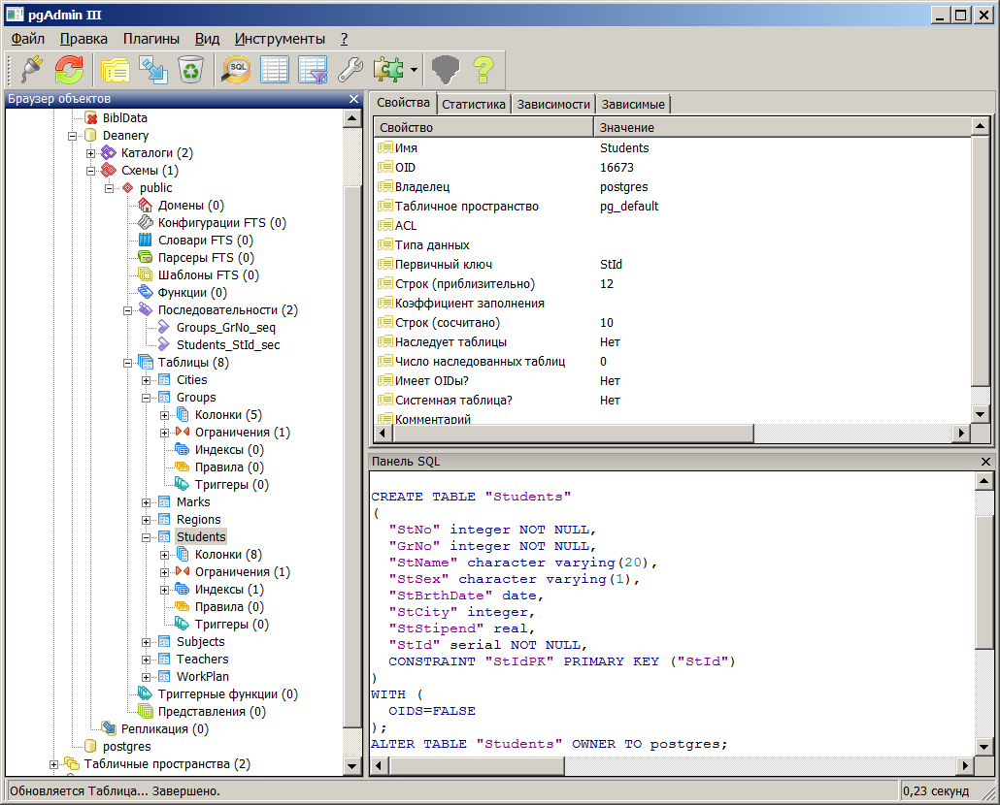 pgAdmin III
Файл Правка Плагины Вид Инструменты ?
SQL
Браузер объектов
BiblData
Deanery
Каталоги (2)
Схемы (1)
public
Домены (0)
Конфигурации FTS (0)
Словари FTS (0)
Парсеры FTS (0)
Шаблоны FTS (0)
Функции (0)
Последовательности (2)
Groups_GrNo_seq
Students_StId_sec
Таблицы (8)
Cities
Groups
Колонки (5)
Ограничения (1)
Индексы (0)
Правила (0)
Триггеры (0)
Marks
Regions
Students
Колонки (8)
Ограничения (1)
Индексы (1)
Правила (0)
Триггеры (0)
Subjects
Teachers
WorkPlan
Триггерные функции (0)
Представления (0)
Репликация (0)
postgres
Табличные пространства (2)
Свойства Статистика Зависимости Зависимые
Свойство Значение
Имя Students
OID 16673
Владелец postgres
Табличное пространство pg_default
ACL
Типа данных
Первичный ключ StId
Строк (приблизительно) 12
Коэффициент заполнения
Строк (сосчитано) 10
Наследует таблицы Нет
Число наследованных таблиц 0
Имеет OIDы? Нет
Системная таблица? Нет
Комментарий
Панель SQL
CREATE TABLE "Students"
(
"StNo" integer NOT NULL,
"GrNo" integer NOT NULL,
"StName" character varying(20),
"StSex" character varying(1),
"StBrthDate" date,
"StCity" integer,
"StStipend" real,
"StId" serial NOT NULL,
CONSTRAINT "StIdPK" PRIMARY KEY ("StId")
)
WITH (
OIDS=FALSE
);
ALTER TABLE "Students" OWNER TO postgres;
Обновляется Таблица... Завершено. 0,23 секунд